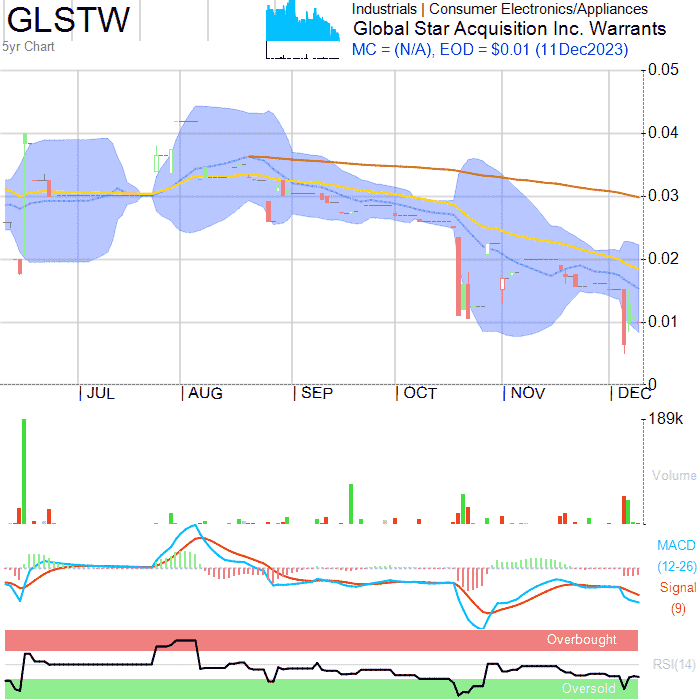 GLSTW
5yr Chart
Industrials | Consumer Electronics/Appliances
Global Star Acquisition Inc. Warrants
MC = (N/A), EOD = $0.01 (11Dec2023)
0.05
0.04
0.03
0.02
0.01
0
JUL AUG SEP OCT NOV DEC
189k
Volume
MACD
(12-26)
Signal
(9)
Overbought
RSI(14)
Oversold